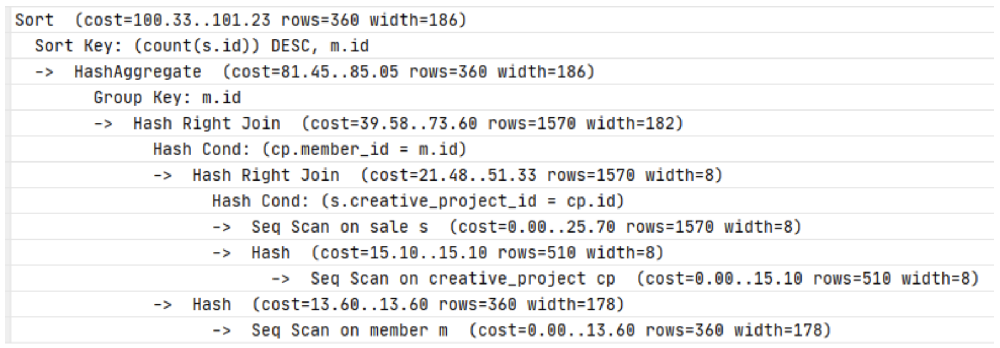 Sort  (cost=100.33..101.23 rows=360 width=186)
  Sort Key: (count(s.id)) DESC, m.id
  ->  HashAggregate  (cost=81.45..85.05 rows=360 width=186)
        Group Key: m.id
        ->  Hash Right Join  (cost=39.58..73.60 rows=1570 width=182)
              Hash Cond: (cp.member_id = m.id)
              ->  Hash Right Join  (cost=21.48..51.33 rows=1570 width=8)
                    Hash Cond: (s.creative_project_id = cp.id)
                    ->  Seq Scan on sale s  (cost=0.00..25.70 rows=1570 width=8)
                    ->  Hash  (cost=15.10..15.10 rows=510 width=8)
                          ->  Seq Scan on creative_project cp  (cost=0.00..15.10 rows=510 width=8)
              ->  Hash  (cost=13.60..13.60 rows=360 width=178)
                    ->  Seq Scan on member m  (cost=0.00..13.60 rows=360 width=178)